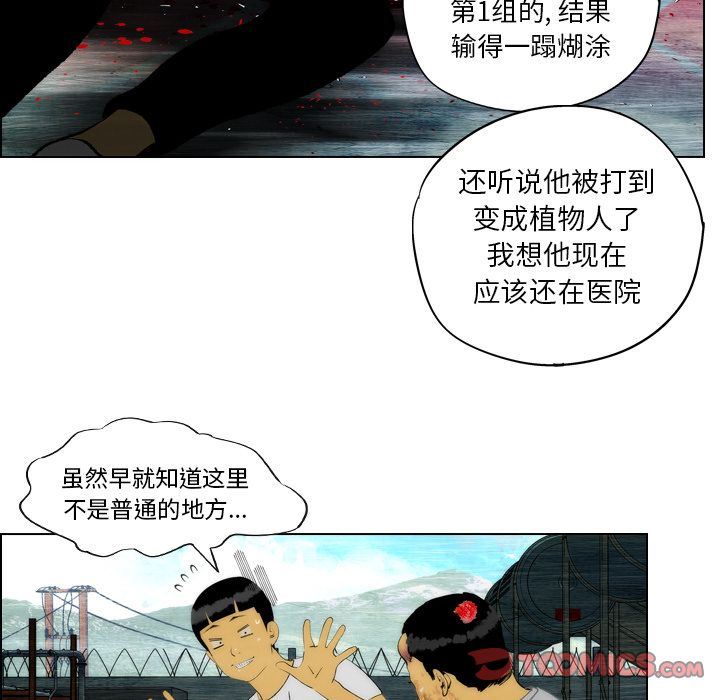 第1组的, 结果
输得一蹋煳涂
还听说他被打到
变成植物人了
我想他现在
应该还在医院
虽然早就知道这里
不是普通的地方...
TOOMICS.COM